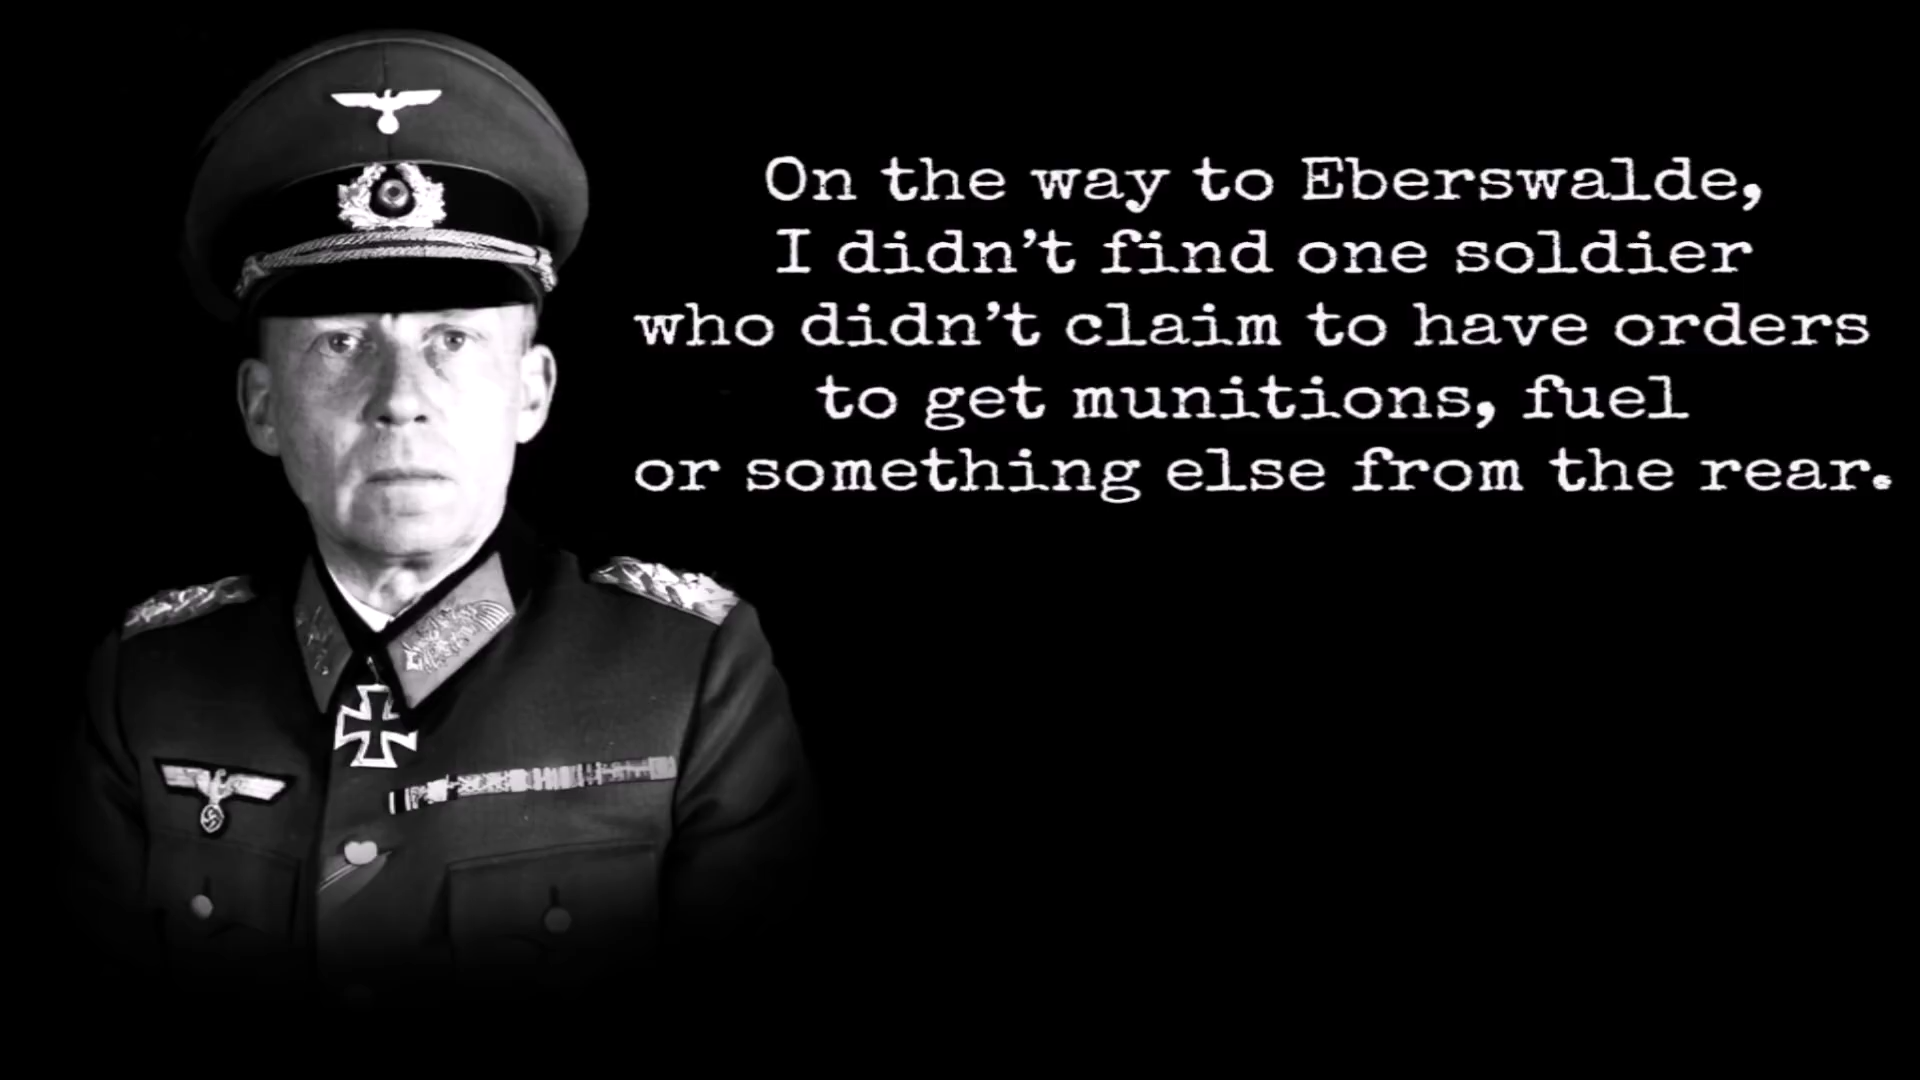 On the way to Eberswalde,
I didn’t find one soldier
who didn’t claim to have orders
to get munitions, fuel
or something else from the rear.